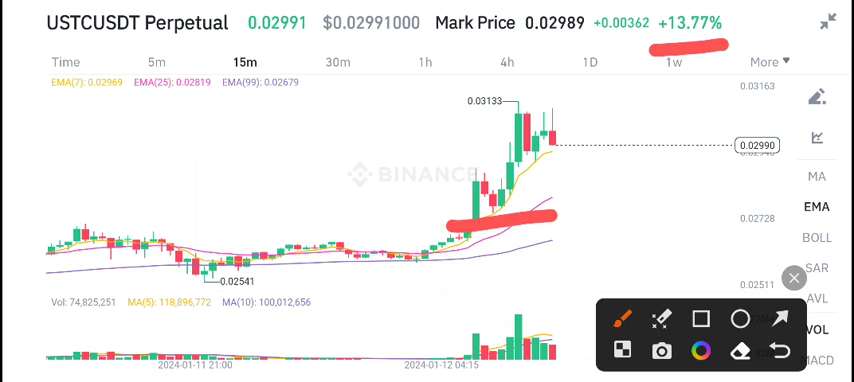 USTCUSDT Perpetual 0.02991 $0.02991000 Mark Price 0.02989 +0.00362 +13.77%
Time 5m 15m 30m 1h 4h 1D 1w More
EMA(7): 0.02969 EMA(25): 0.02819 EMA(99): 0.02679
0.03163
0.03133
0.02990
BINANCE
MA
EMA
0.02728
BOLL
SAR
0.02541
0.02511
AVL
Vol: 74,825,251 MA(5): 118,896,772 MA(10): 100,012,656
VOL
MACD
2024-01-11 21:00 2024-01-12 04:15